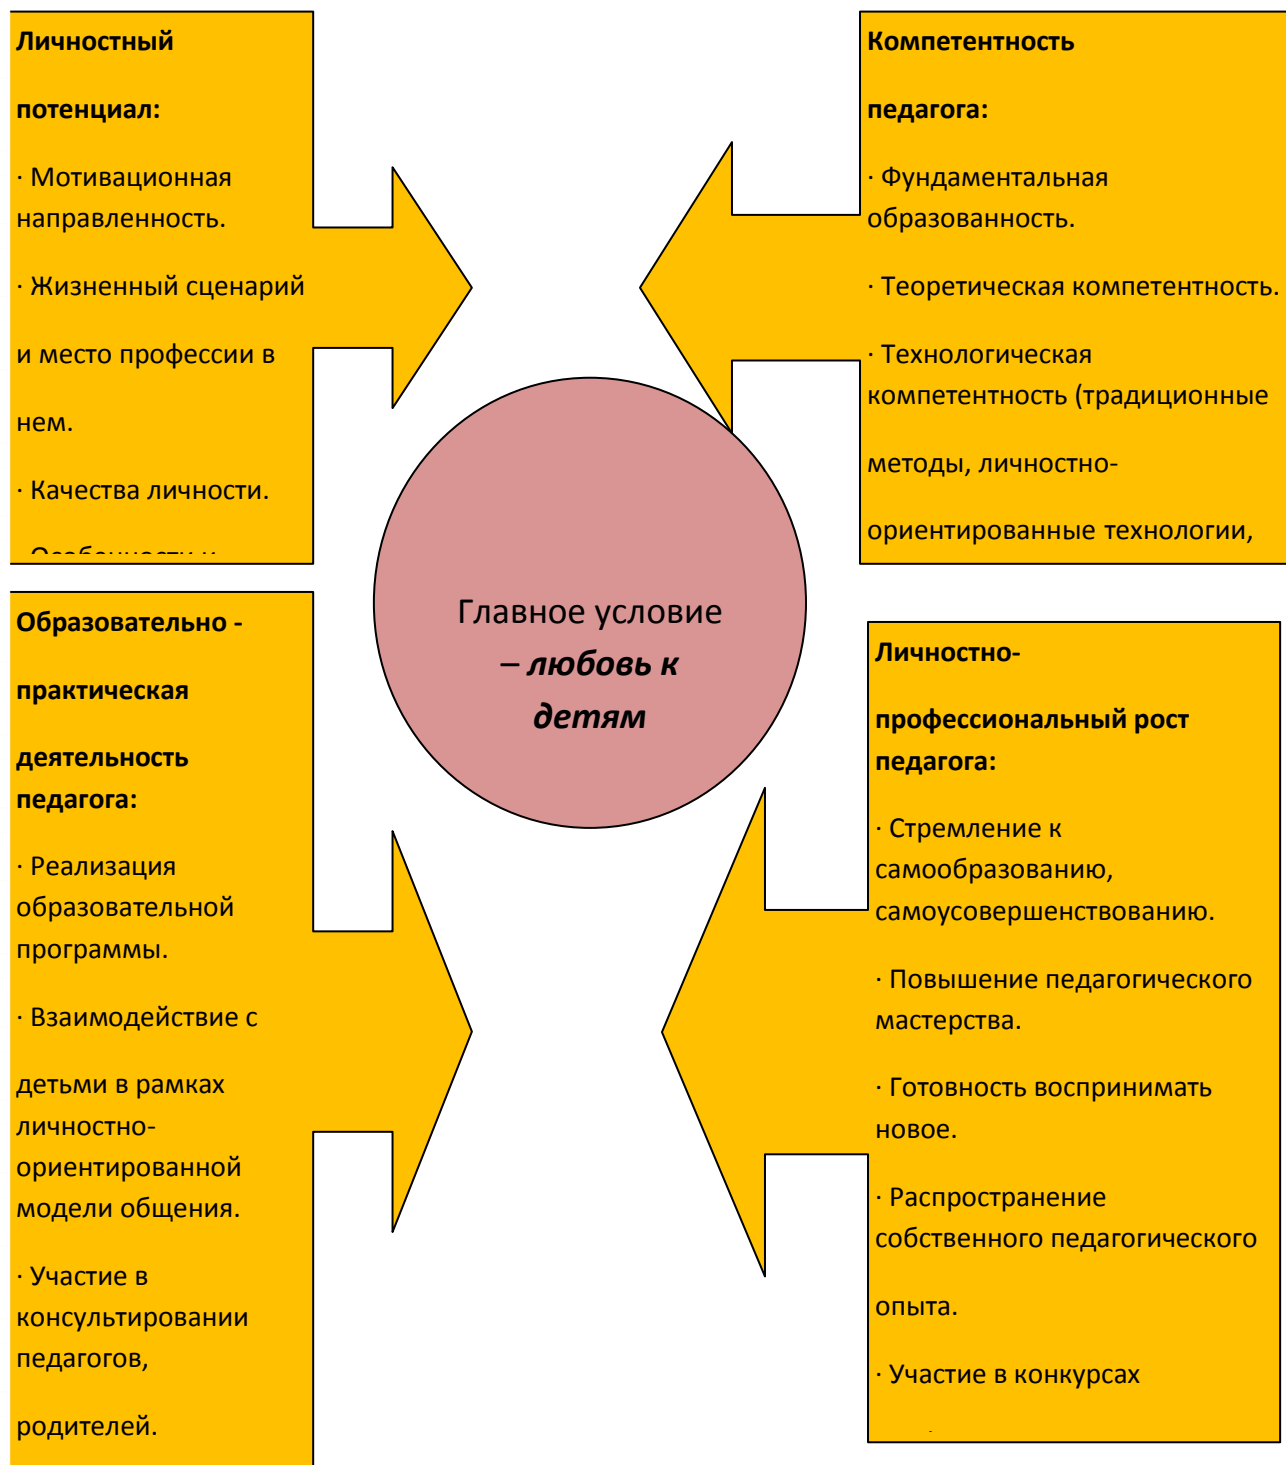 Личностный
потенциал:
· Мотивационная
направленность.
· Жизненный сценарий
и место профессии в
нем.
· Качества личности.
Компетентность
педагога:
· Фундаментальная
образованность.
· Теоретическая компетентность.
· Технологическая
компетентность (традиционные
методы, личностно-
ориентированные технологии,
Главное условие
– любовь к
детям
Образовательно -
практическая
деятельность
педагога:
· Реализация
образовательной
программы.
· Взаимодействие с
детьми в рамках
личностно-
ориентированной
модели общения.
· Участие в
консультировании
педагогов,
родителей.
Личностно-
профессиональный рост
педагога:
· Стремление к
самообразованию,
самоусовершенствованию.
· Повышение педагогического
мастерства.
· Готовность воспринимать
новое.
· Распространение
собственного педагогического
опыта.
· Участие в конкурсах